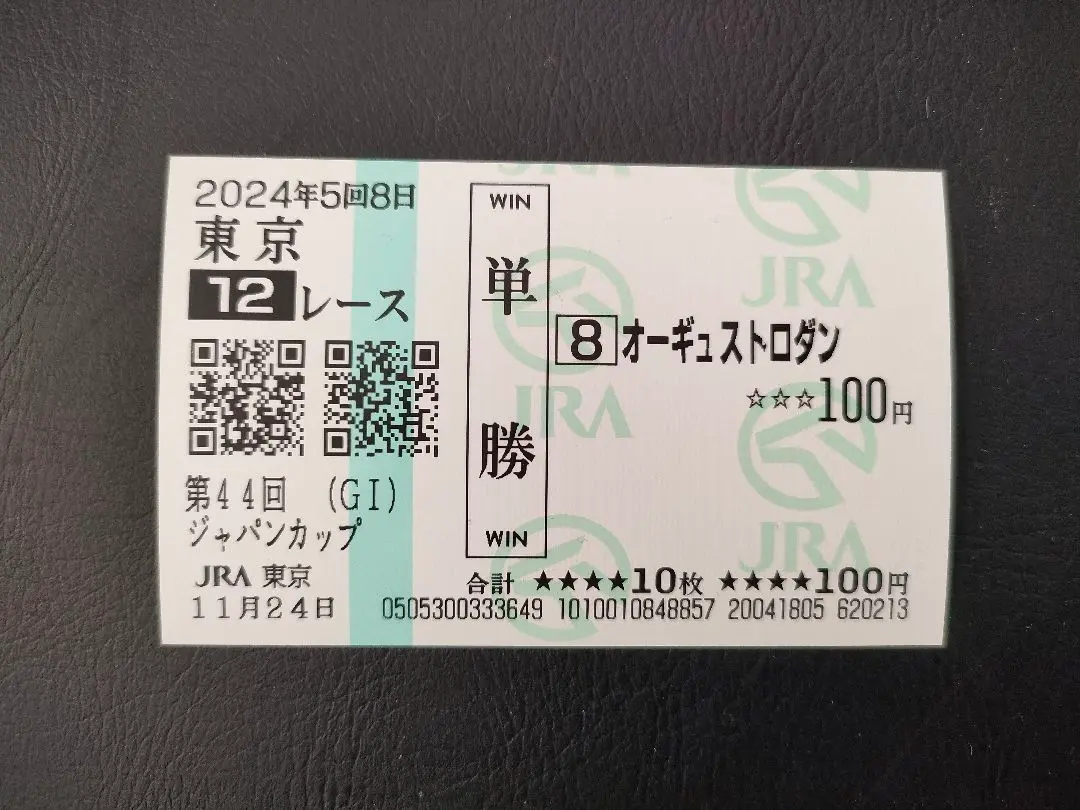 2024年5回8日
東京
12レース
第44回 (GI)
ジャパンカップ
JRA 東京
11月24日
WIN
単勝
WIN
8 オーギュストロダン
☆☆☆100円
合計 ★★★★10枚 ★★★★100円
0505300333649 1010010848857 20041805 620213
JRA
JRA
JRA
JRA